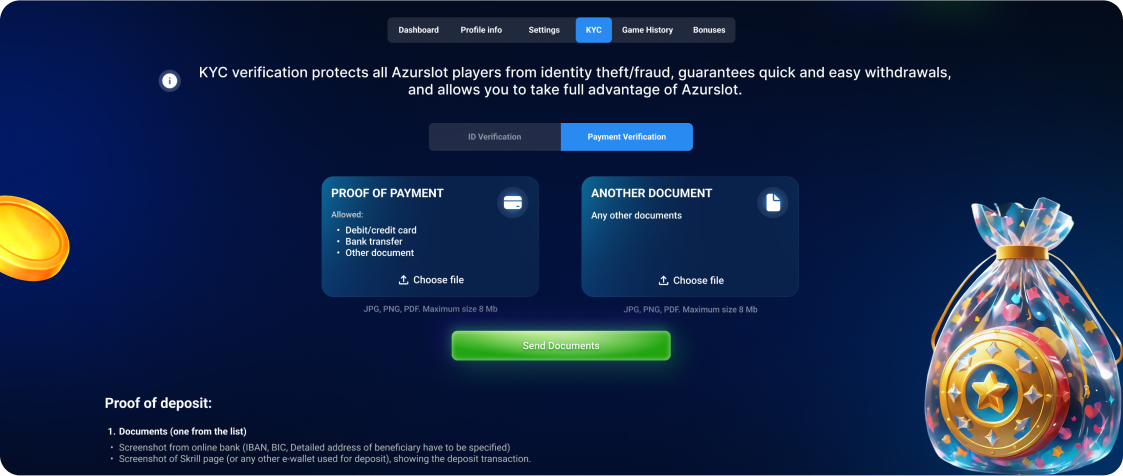 Dashboard Profile info Settings KYC Game History Bonuses
i
KYC verification protects all Azurslot players from identity theft/fraud, guarantees quick and easy withdrawals,
and allows you to take full advantage of Azurslot.
ID Verification Payment Verification
PROOF OF PAYMENT
Allowed:
• Debit/credit card
• Bank transfer
• Other document
Choose file
JPG, PNG, PDF. Maximum size 8 Mb
ANOTHER DOCUMENT
Any other documents
Choose file
JPG, PNG, PDF. Maximum size 8 Mb
Send Documents
Proof of deposit:
1. Documents (one from the list)
• Screenshot from online bank (IBAN, BIC, Detailed address of beneficiary have to be specified)
• Screenshot of Skrill page (or any other e-wallet used for deposit), showing the deposit transaction.